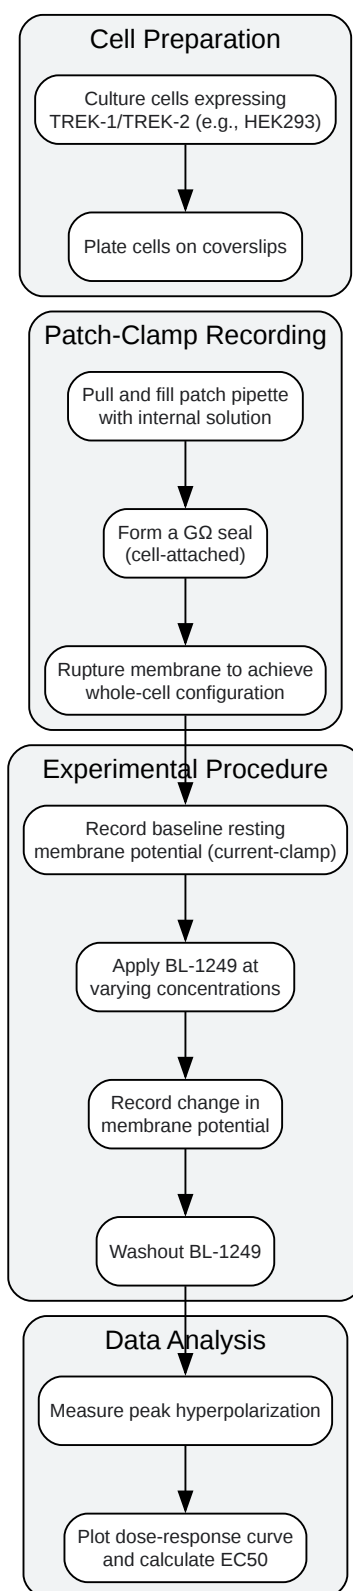 Cell Preparation
Culture cells expressing
TREK-1/TREK-2 (e.g., HEK293)
Plate cells on coverslips
Patch-Clamp Recording
Pull and fill patch pipette
with internal solution
Form a GΩ seal
(cell-attached)
Rupture membrane to achieve
whole-cell configuration
Experimental Procedure
Record baseline resting
membrane potential (current-clamp)
Apply BL-1249 at
varying concentrations
Record change in
membrane potential
Washout BL-1249
Data Analysis
Measure peak hyperpolarization
Plot dose-response curve
and calculate EC50